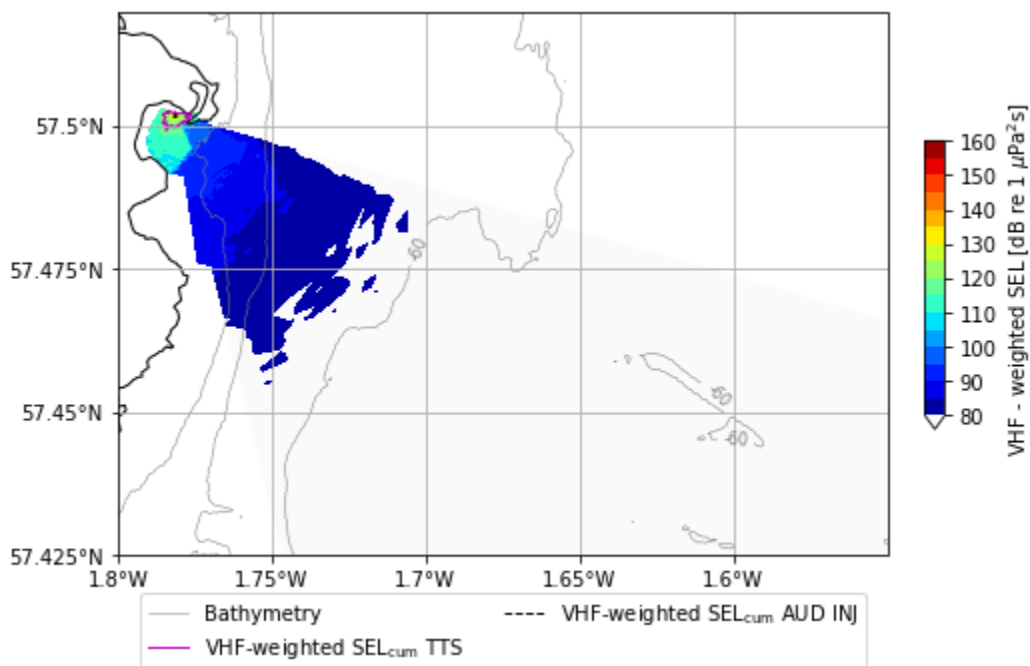 57.5°N
57.475°N
57.45°N
57.425°N
1.8°W
1.75°W
1.7°W
1.65°W
1.6°W
-60
-60
-60
160
150
140
130
120
110
100
90
80
VHF - weighted SEL [dB re 1 µPa²s]
Bathymetry
VHF-weighted SELcum AUD INJ
VHF-weighted SELcum TTS